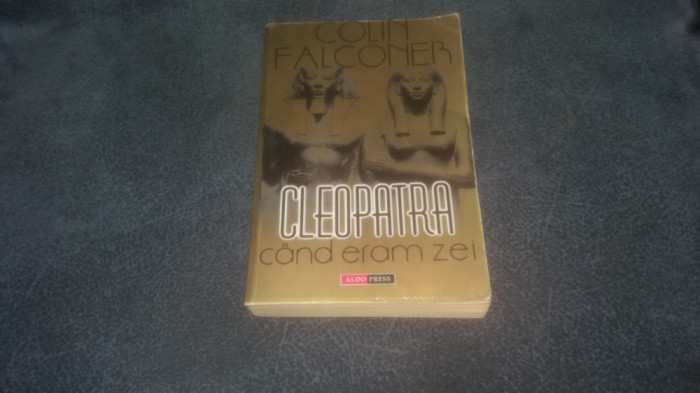 COLIN
FALCONER
CLEOPATRA
când eram zei
ALDO PRESS